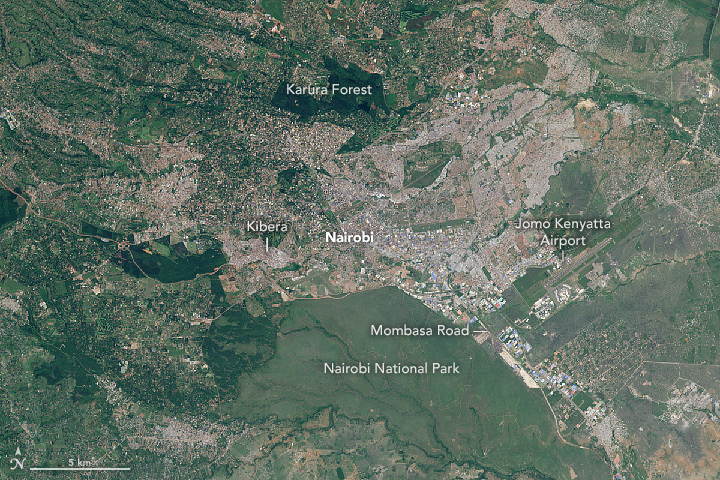 Karura Forest
Kibera
Nairobi
Jomo Kenyatta
Airport
Mombasa Road
Nairobi National Park
N
5 km